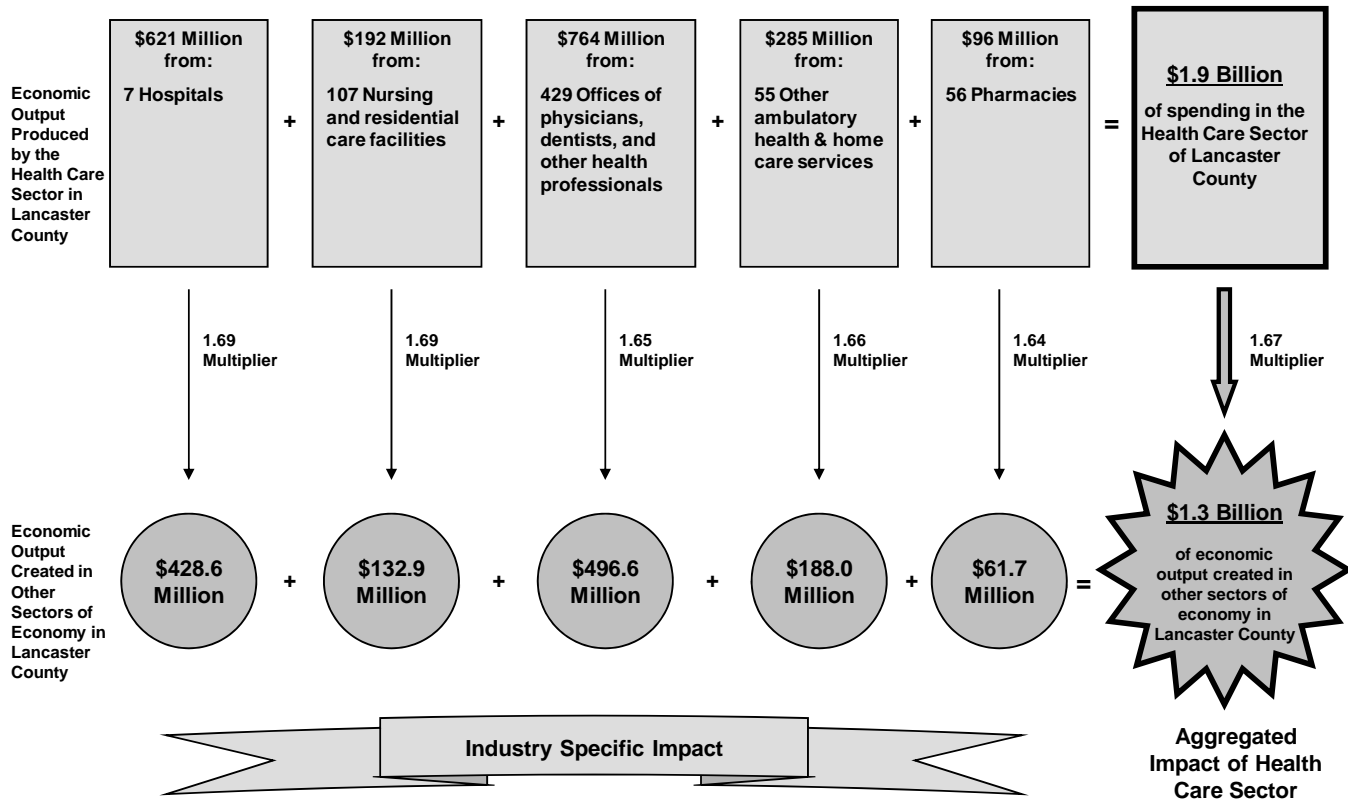 Economic
Output
Produced
by the
Health Care
Sector in
Lancaster
County
$621 Million
from:
7 Hospitals
+
$192 Million
from:
107 Nursing
and residential
care facilities
+
$764 Million
from:
429 Offices of
physicians,
dentists, and
other health
professionals
+
$285 Million
from:
55 Other
ambulatory
health & home
care services
+
$96 Million
from:
56 Pharmacies
=
$1.9 Billion
of spending in the
Health Care Sector
of Lancaster
County
1.69
Multiplier
1.69
Multiplier
1.65
Multiplier
1.66
Multiplier
1.64
Multiplier
1.67
Multiplier
Economic
Output
Created in
Other
Sectors of
Economy in
Lancaster
County
$428.6
Million
+
$132.9
Million
+
$496.6
Million
+
$188.0
Million
+
$61.7
Million
=
$1.3 Billion
of economic
output created in
other sectors of
economy in
Lancaster County
Industry Specific Impact
Aggregated
Impact of Health
Care Sector